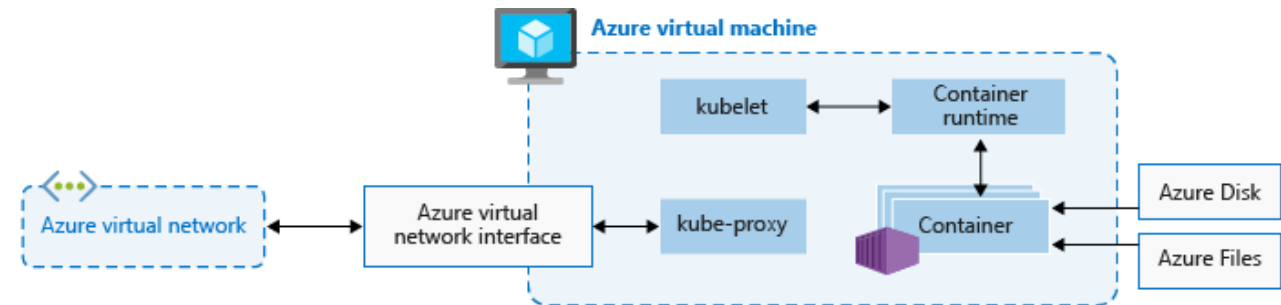 Azure virtual machine
kubelet
Container
runtime
Azure virtual network
Azure virtual
network interface
kube-proxy
Container
Azure Disk
Azure Files